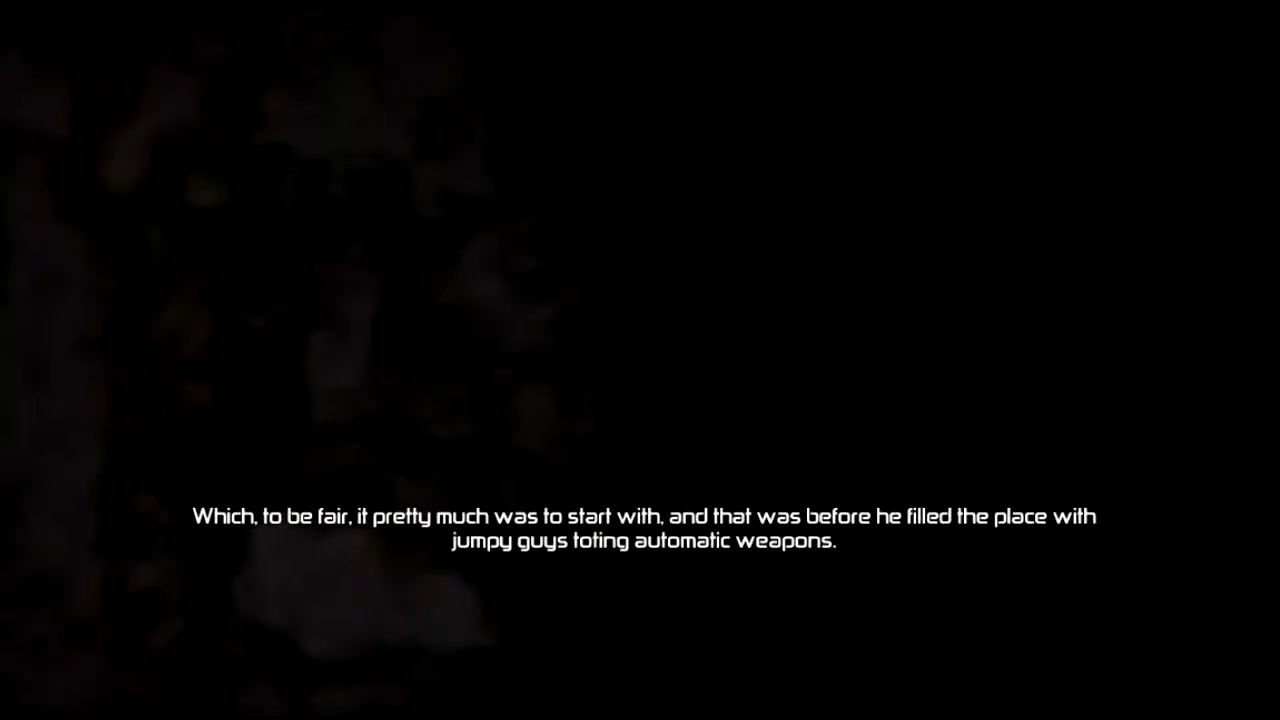 Which, to be fair, it pretty much was to start with, and that was before he filled the place with
jumpy guys toting automatic weapons.